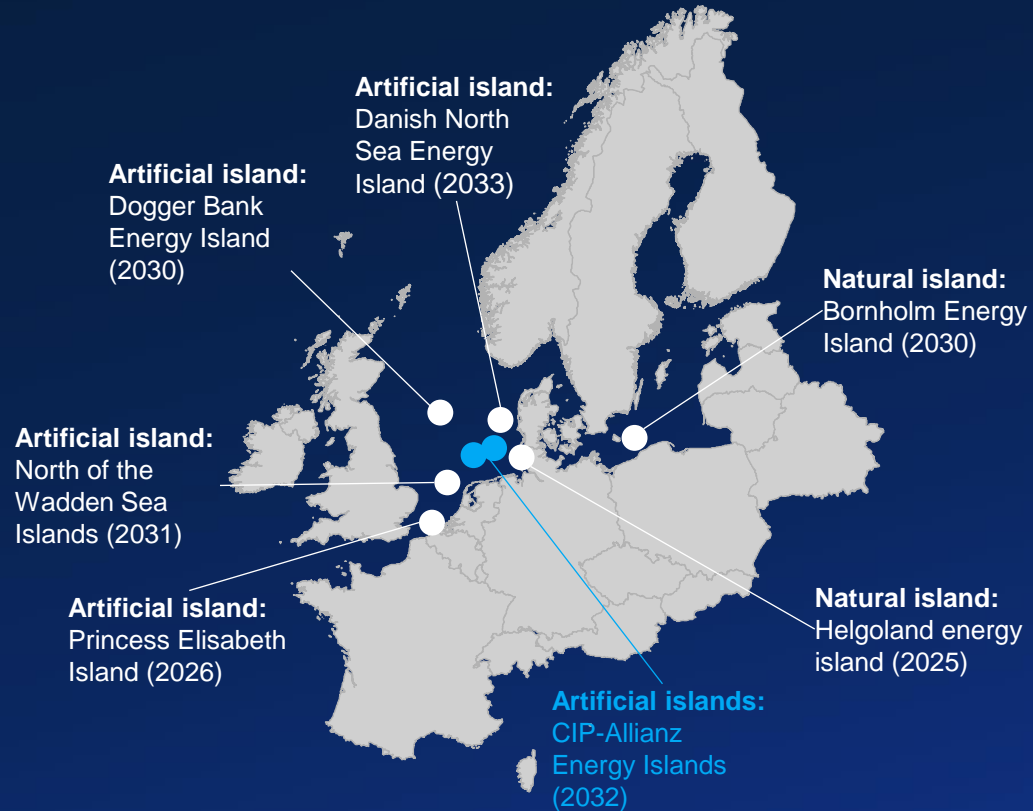 Artificial island:
Danish North
Sea Energy
Island (2033)
Artificial island:
Dogger Bank
Energy Island
(2030)
Natural island:
Bornholm Energy
Island (2030)
Artificial island:
North of the
Wadden Sea
Islands (2031)
Artificial island:
Princess Elisabeth
Island (2026)
Natural island:
Helgoland energy
island (2025)
Artificial islands:
CIP-Allianz
Energy Islands
(2032)